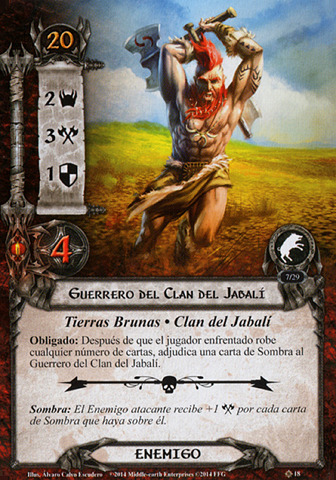 20
2
3
1
4
7/29
Guerrero del Clan del Jabalí
Tierras Brunas • Clan del Jabalí
Obligado: Después de que el jugador enfrentado robe
cualquier número de cartas, adjudica una carta de Sombra al
Guerrero del Clan del Jabalí.
Sombra: El Enemigo atacante recibe +1 por cada carta
de Sombra que haya sobre él.
ENEMIGO
Illus. Álvaro Calvo Escudero ©2014 Middle-earth Enterprises ©2014 FFG 18